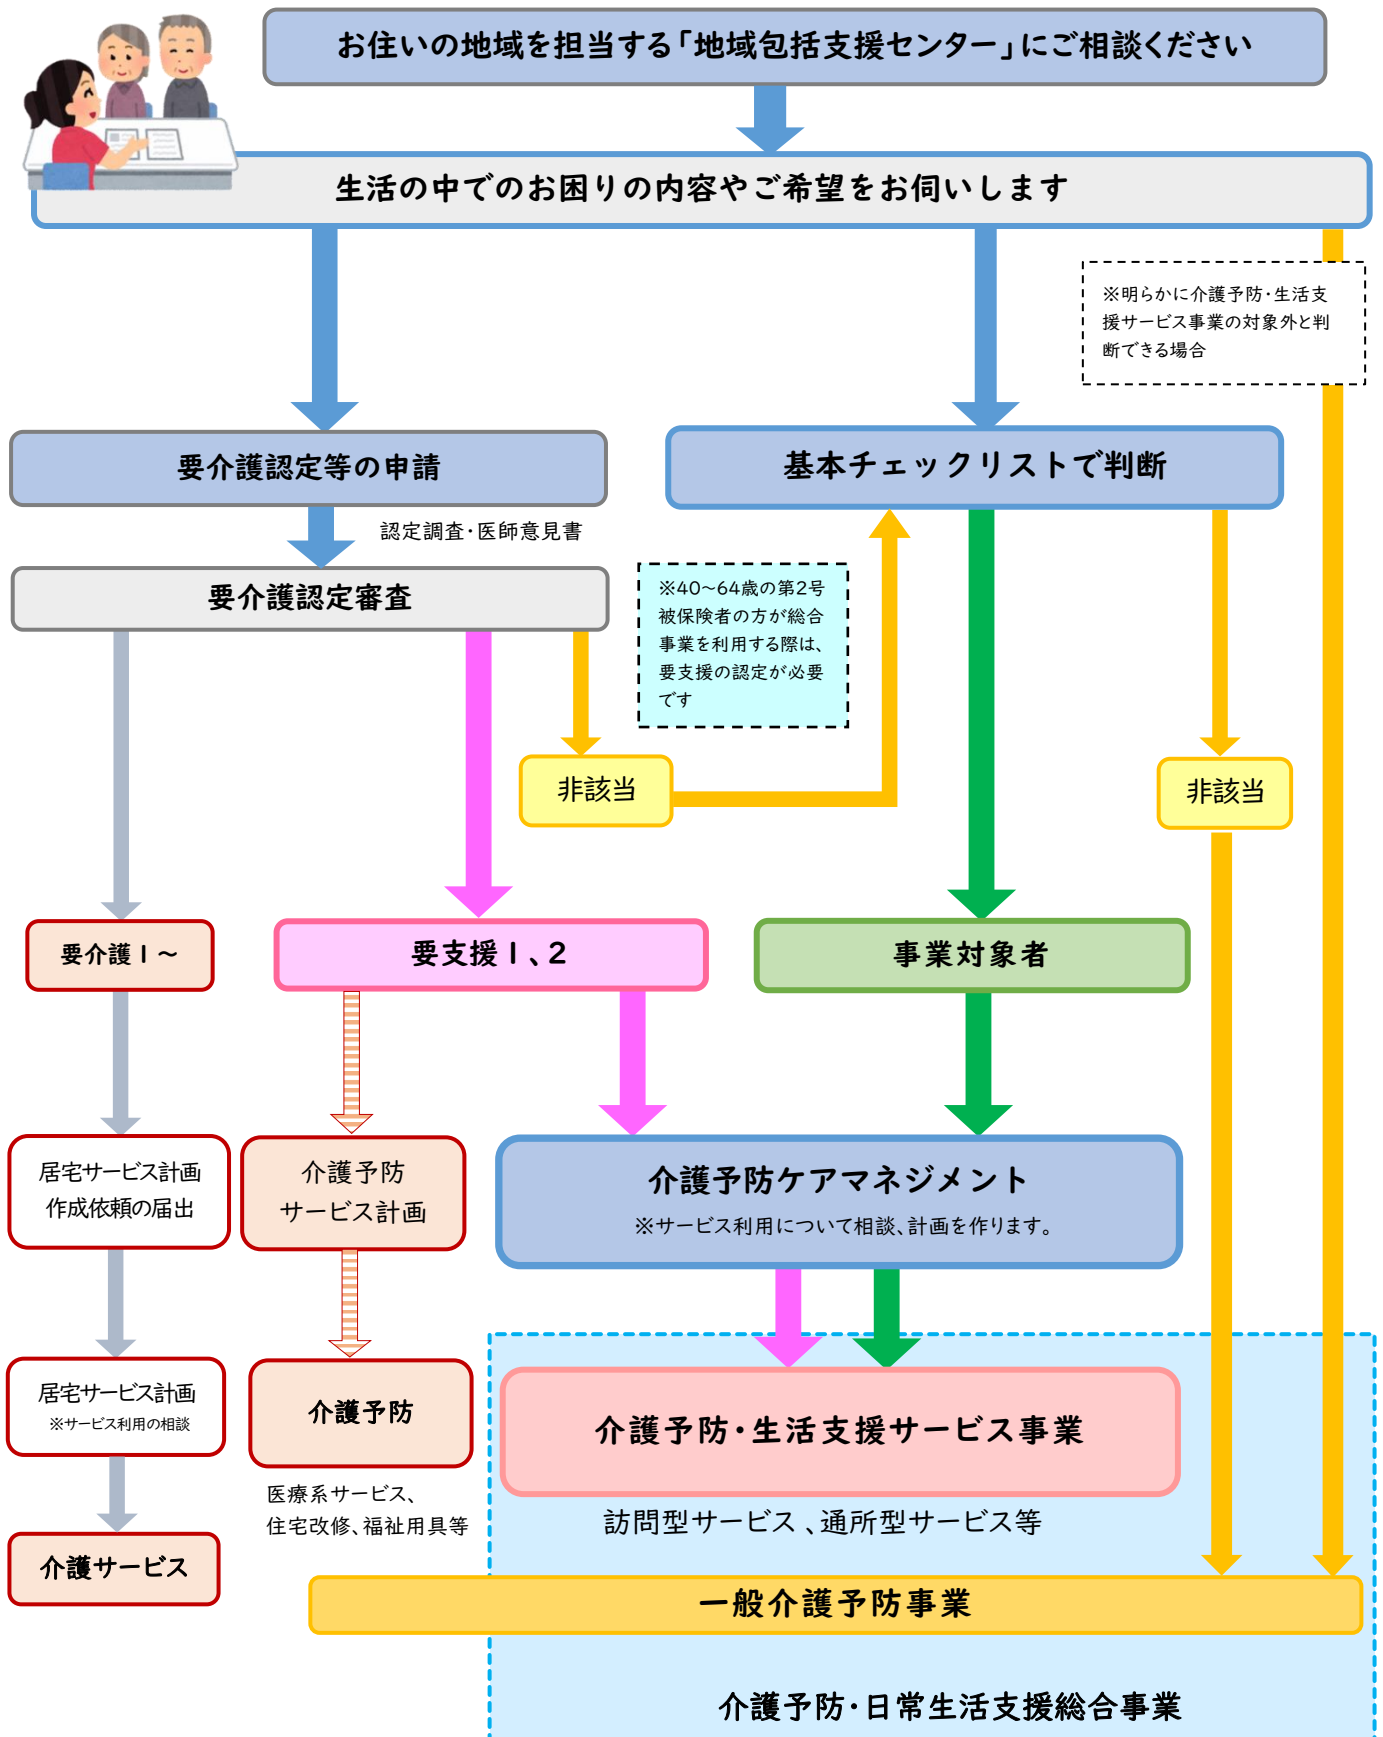 お住いの地域を担当する「地域包括支援センター」にご相談ください
生活の中でのお困りの内容やご希望をお伺いします
※明らかに介護予防・生活支
援サービス事業の対象外と判
断できる場合
要介護認定等の申請
基本チェックリストで判断
認定調査・医師意見書
要介護認定審査
※40～64歳の第2号
被保険者の方が総合
事業を利用する際は、
要支援の認定が必要
です
非該当
非該当
要介護1～
要支援1、2
事業対象者
居宅サービス計画
作成依頼の届出
介護予防
サービス計画
介護予防ケアマネジメント
※サービス利用について相談、計画を作ります。
居宅サービス計画
※サービス利用の相談
介護予防
介護予防・生活支援サービス事業
医療系サービス、
住宅改修、福祉用具等
訪問型サービス、通所型サービス等
介護サービス
一般介護予防事業
介護予防・日常生活支援総合事業